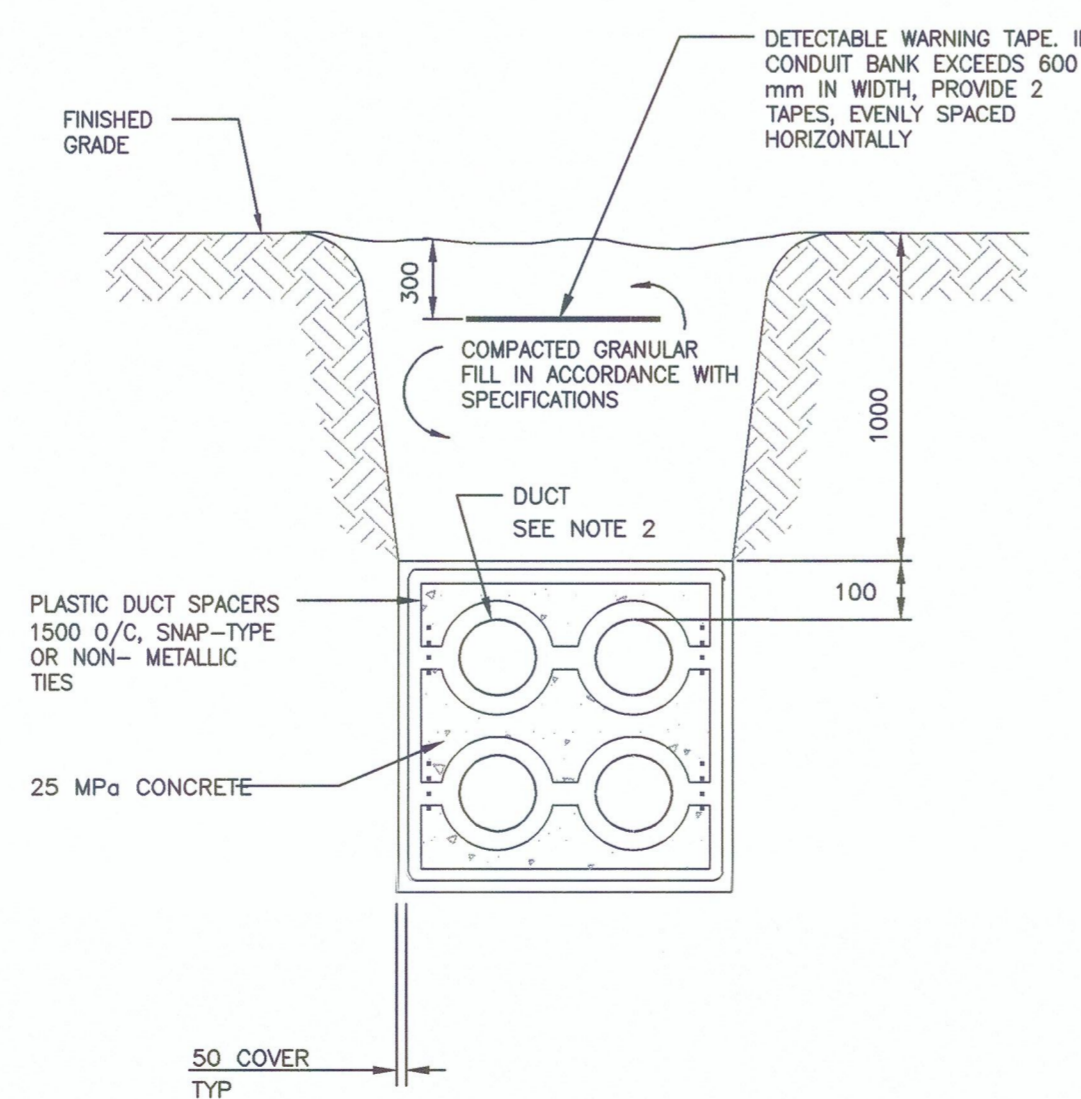 DETECTABLE WARNING TAPE.
CONDUIT BANK EXCEEDS 600
mm IN WIDTH, PROVIDE 2
TAPES, EVENLY SPACED
HORIZONTALLY
FINISHED
GRADE
300
COMPACTED GRANULAR
FILL IN ACCORDANCE WITH
SPECIFICATIONS
1000
DUCT
SEE NOTE 2
100
PLASTIC DUCT SPACERS
1500 O/C, SNAP-TYPE
OR NON- METALLIC
TIES
25 MPa CONCRETE
50 COVER
TYP